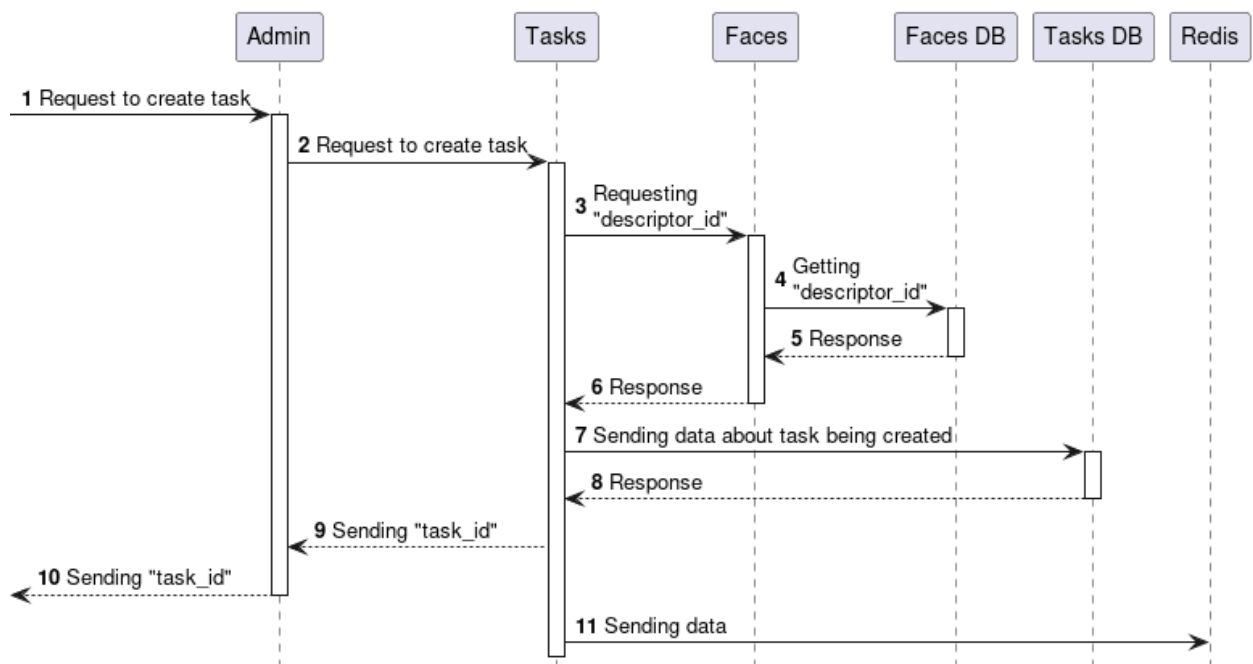 Admin
Tasks
Faces
Faces DB
Tasks DB
Redis
1 Request to create task
2 Request to create task
3 Requesting
"descriptor_id"
4 Getting
"descriptor_id"
5 Response
6 Response
7 Sending data about task being created
8 Response
9 Sending "task_id"
10 Sending "task_id"
11 Sending data